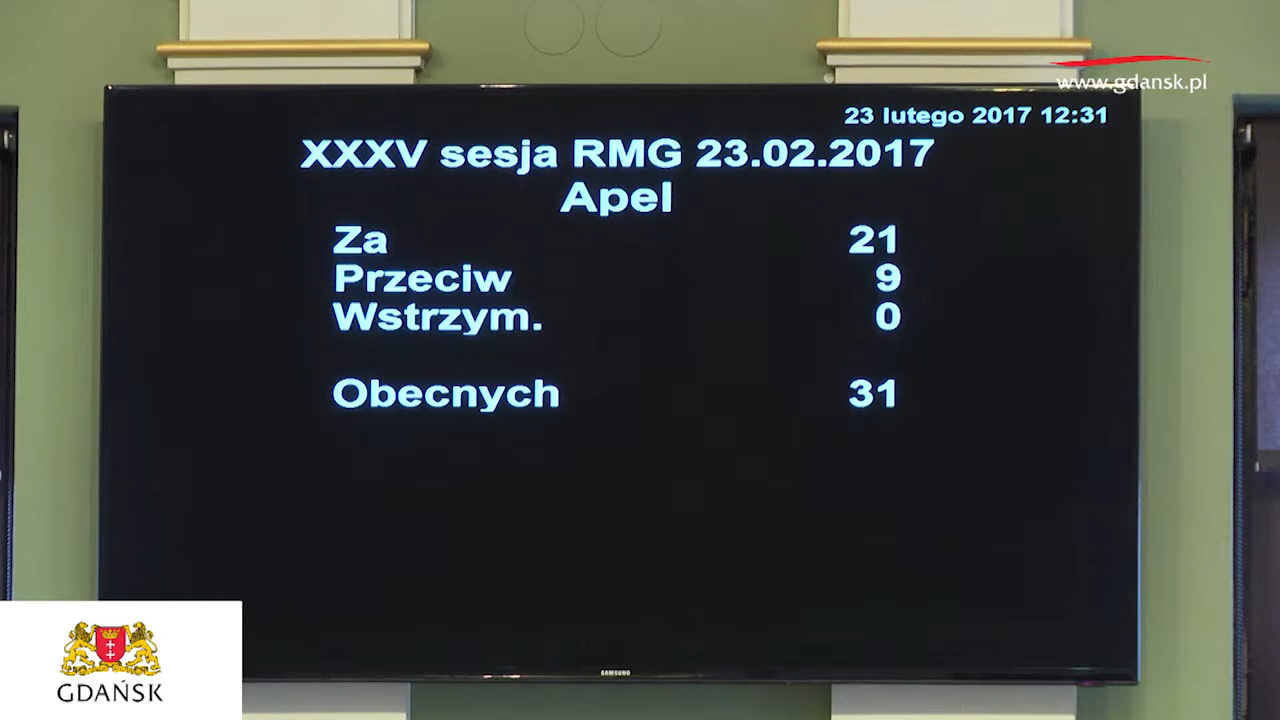 www.gdansk.pl
23 lutego 2017 12:31
XXXV sesja RMG 23.02.2017
Apel
Za 21
Przeciw 9
Wstrzym. 0
Obecnych 31
SAMSUNG
GDAŃSK